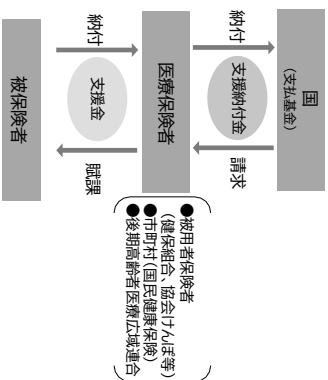 国
(支払基金)
納付
支援納付金
請求
医療保険者
●被用者保険者
(健保組合、協会けんぽ等)
●市町村(国民健康保険)
●後期高齢者医療広域連合
納付
支援金
賦課
被保険者